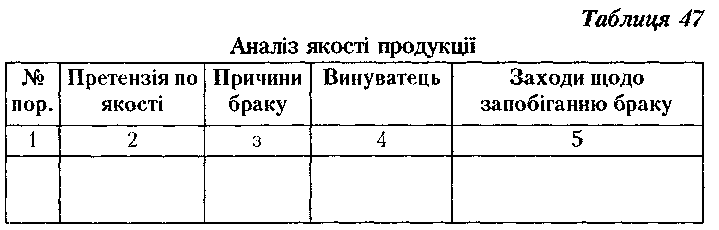 Таблиця 47
Аналіз якості продукції
№ Претензія по Причини Винуватець Заходи щодо
пор. якості браку запобіганню браку
1 2 3 4 5